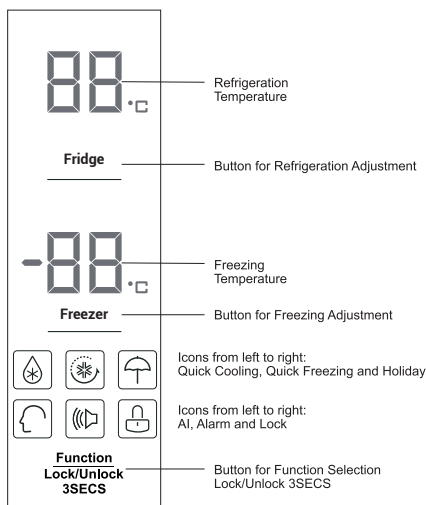 88°C
Refrigeration
Temperature
Fridge
Button for Refrigeration Adjustment
-88°C
Freezing
Temperature
Freezer
Button for Freezing Adjustment
Icons from left to right:
Quick Cooling, Quick Freezing and Holiday
Icons from left to right:
AI, Alarm and Lock
Function
Lock/Unlock
3SECS
Button for Function Selection
Lock/Unlock 3SECS